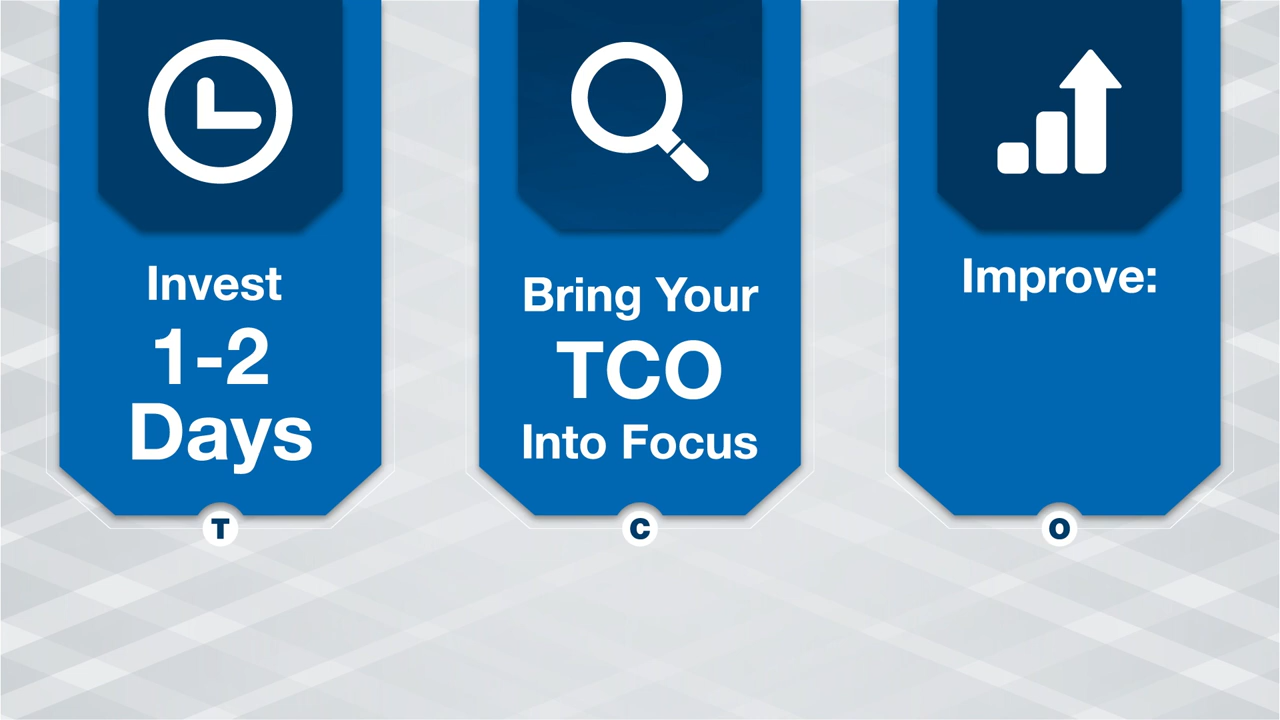 Invest
1-2
Days
T
Bring Your
TCO
Into Focus
C
Improve:
O